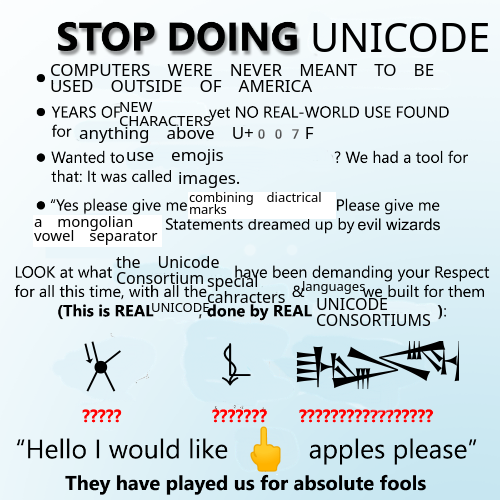 STOP DOING UNICODE
• COMPUTERS WERE NEVER MEANT TO BE
USED OUTSIDE OF AMERICA
• YEARS OF NEW CHARACTERS yet NO REAL-WORLD USE FOUND
for anything above U+007F
• Wanted to use emojis ? We had a tool for
that: It was called images.
• “Yes please give me combining diactrical marks Please give me
a mongolian vowel separator Statements dreamed up by evil wizards
LOOK at what the Unicode Consortium have been demanding your Respect
for all this time, with all the special cahracters & languages we built for them
(This is REAL UNICODE, done by REAL UNICODE CONSORTIUMS ):
????? ??????? ?????????????????
“Hello I would like 🖕 apples please”
They have played us for absolute fools